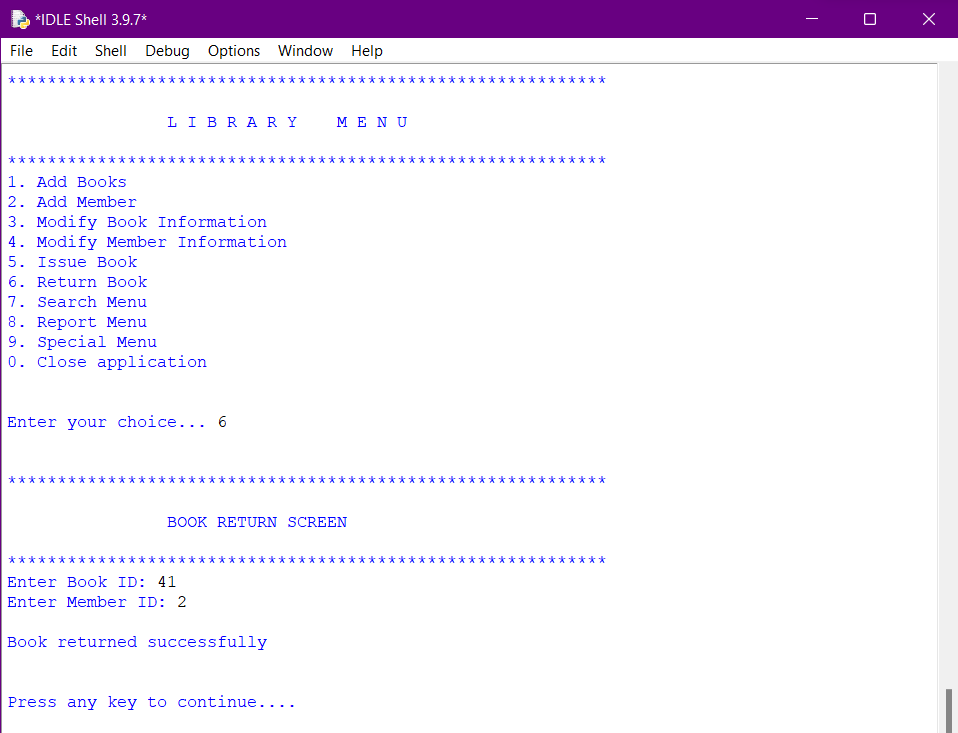 *IDLE Shell 3.9.7*
File Edit Shell Debug Options Window Help
************************************************************
L I B R A R Y    M E N U
************************************************************
1. Add Books
2. Add Member
3. Modify Book Information
4. Modify Member Information
5. Issue Book
6. Return Book
7. Search Menu
8. Report Menu
9. Special Menu
0. Close application
Enter your choice... 6
************************************************************
BOOK RETURN SCREEN
************************************************************
Enter Book ID: 41
Enter Member ID: 2
Book returned successfully
Press any key to continue....